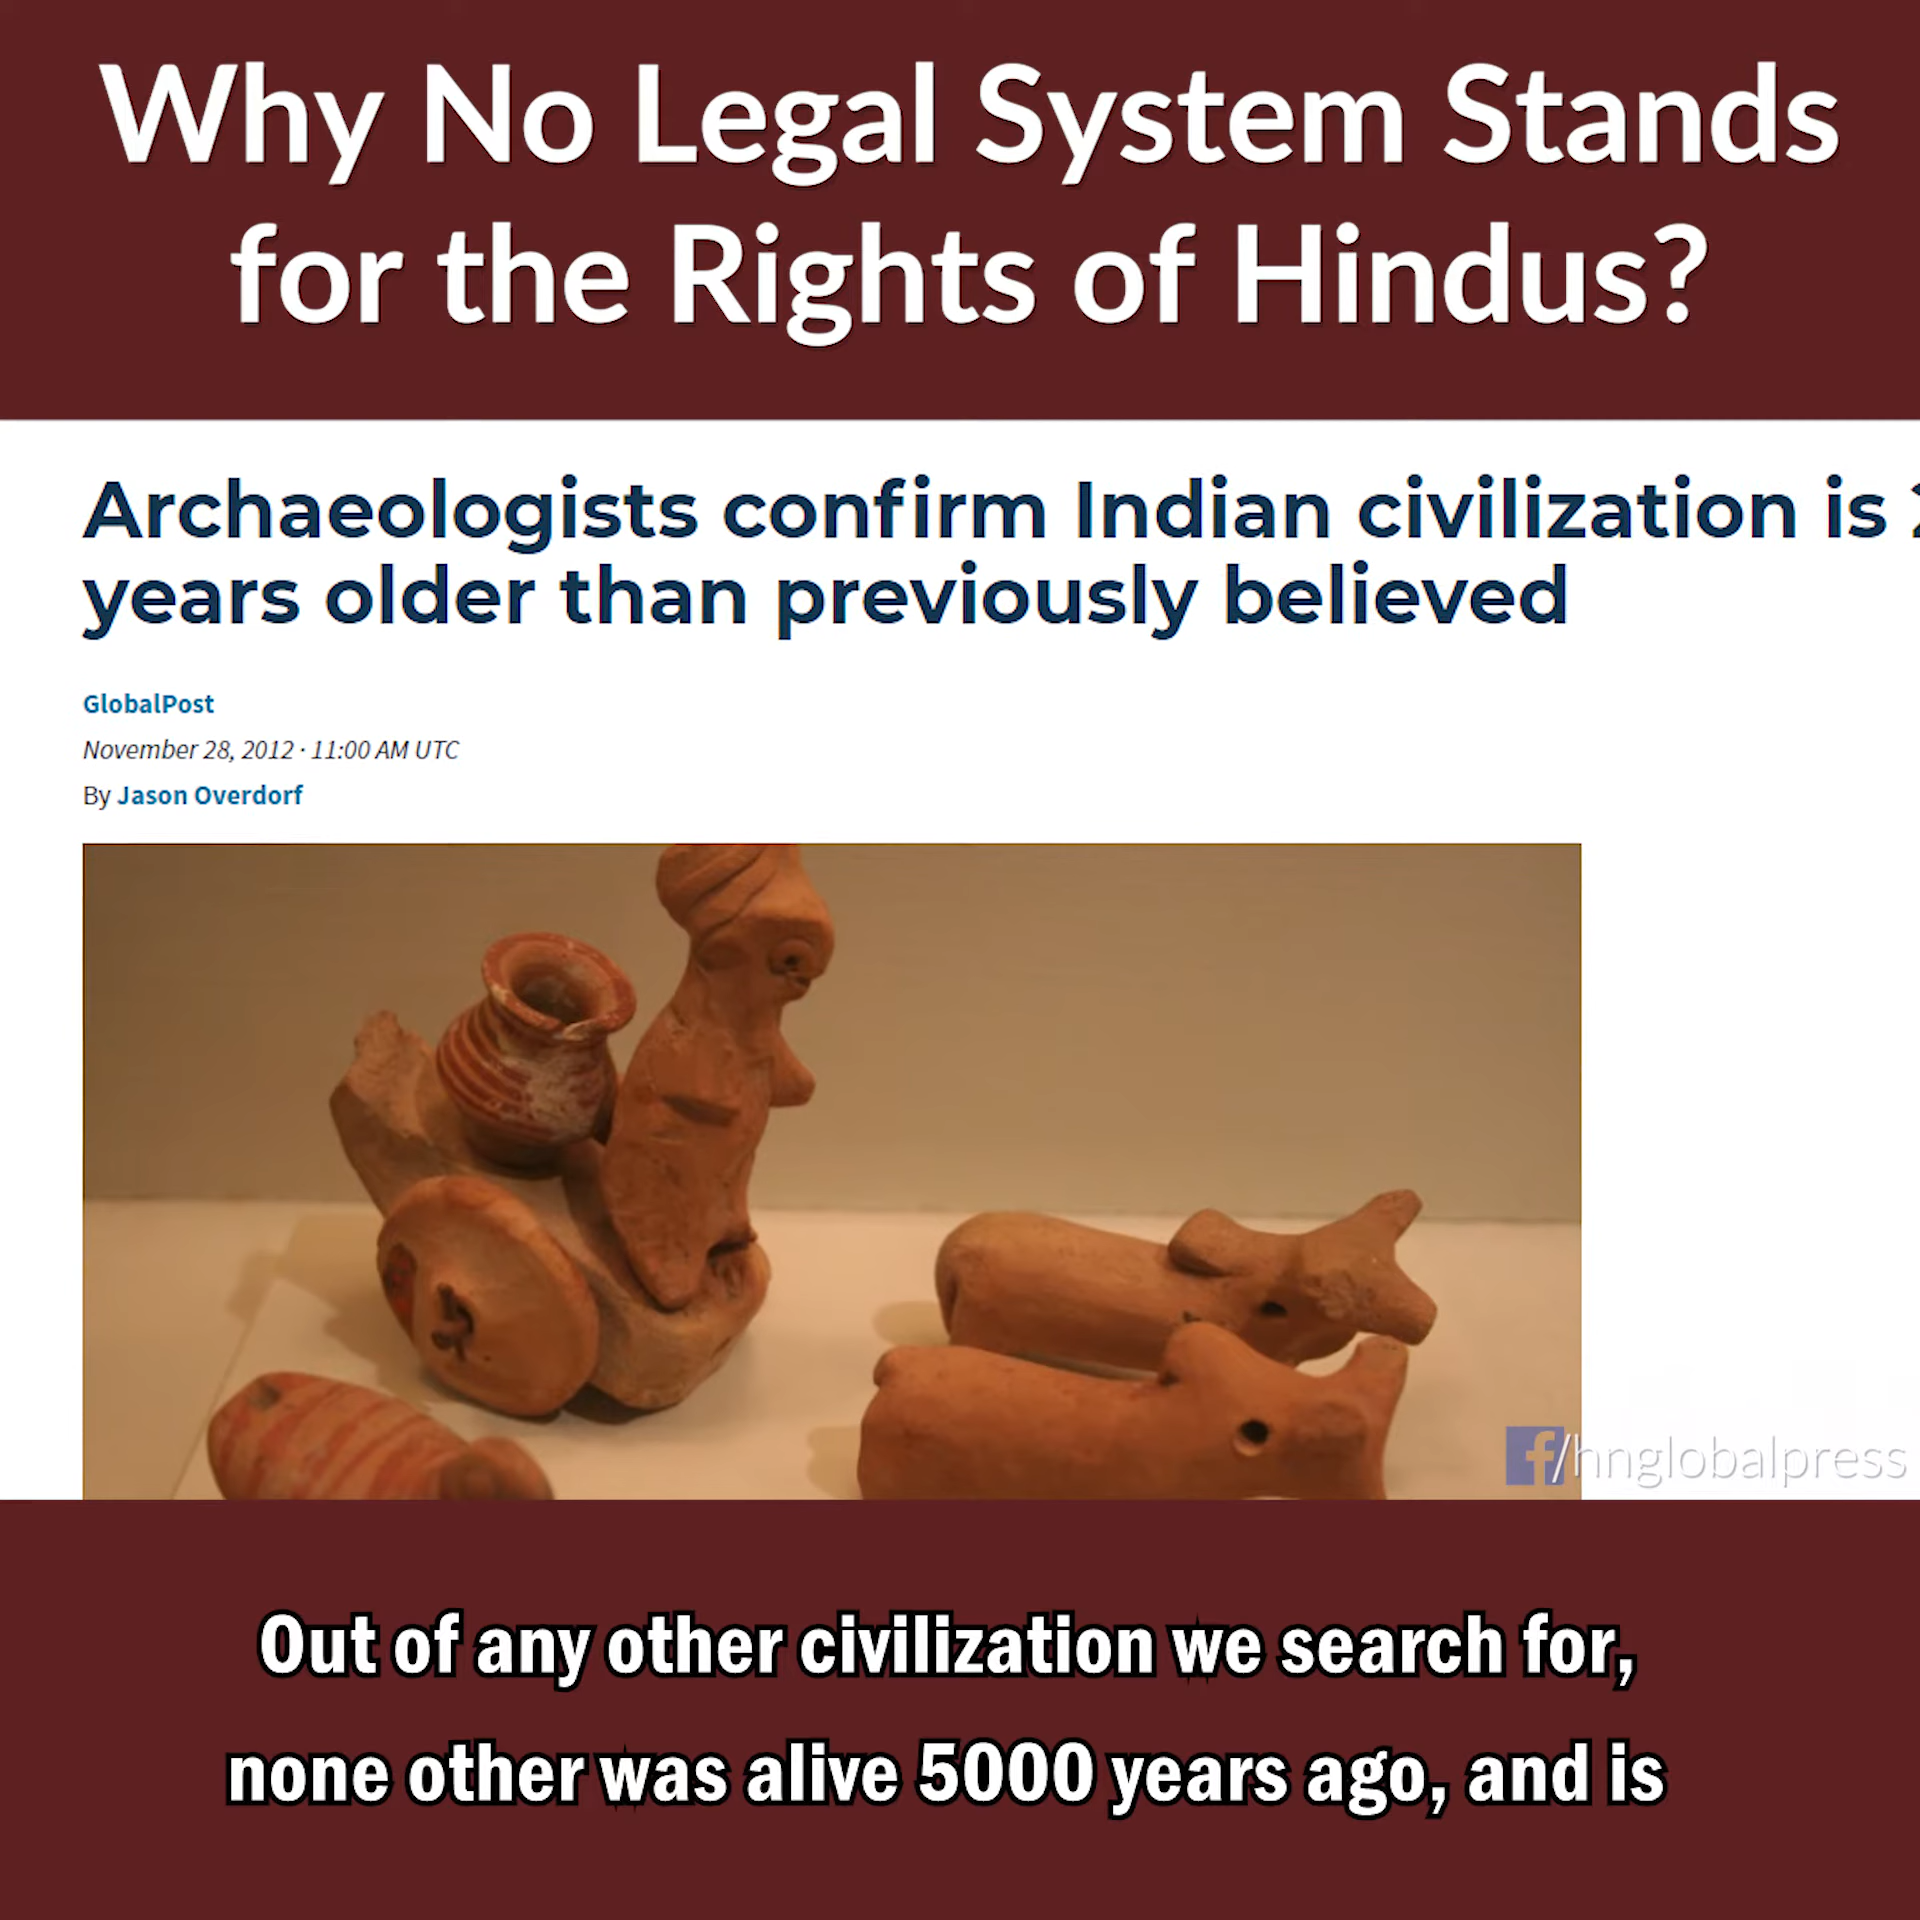 Why No Legal System Stands
for the Rights of Hindus?
Archaeologists confirm Indian civilization is
years older than previously believed
GlobalPost
November 28, 2012 · 11:00 AM UTC
By Jason Overdorf
f/hnglobalpress
Out of any other civilization we search for,
none other was alive 5000 years ago, and is